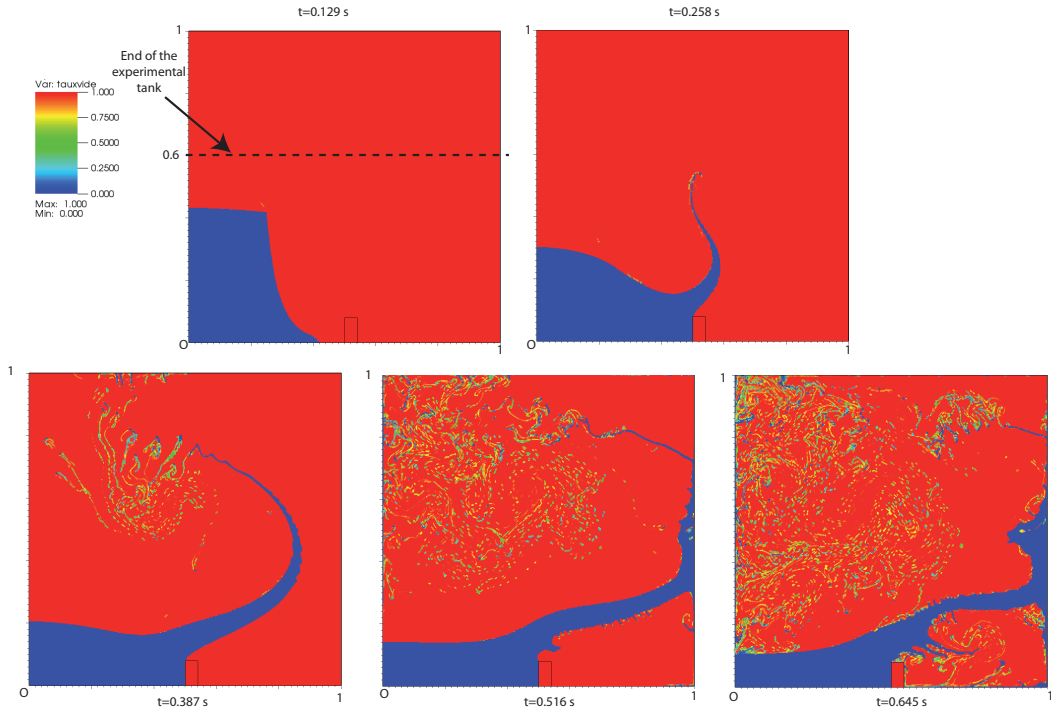 t=0.129 s
t=0.258 s
1
1
End of the
experimental
tank
Var: tauxvide
1.000
0.7500
0.5000
0.2500
0.000
Max: 1.000
Min: 0.000
0.6
O
1
O
1
1
1
1
O
1
O
1
O
1
t=0.387 s
t=0.516 s
t=0.645 s